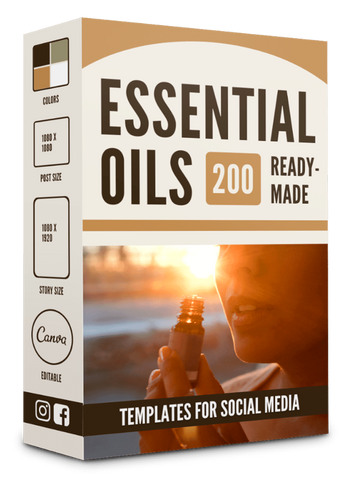 COLORS
1080 X
1080
POST SIZE
1080 X
1920
STORY SIZE
Canva
EDITABLE
ESSENTIAL
OILS 200 READY-
MADE
TEMPLATES FOR SOCIAL MEDIA